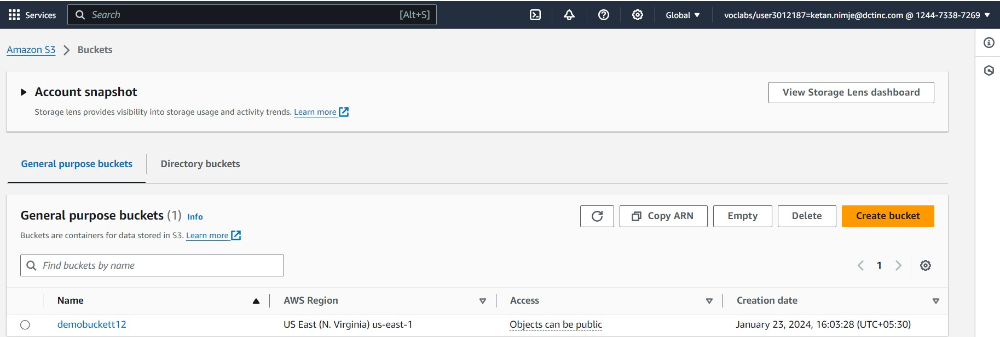 Services Search [Alt+S] Global voclabs/user3012187=ketan.nimje@dctinc.com @ 1244-7338-7269
Amazon S3 Buckets
Account snapshot View Storage Lens dashboard
Storage lens provides visibility into storage usage and activity trends. Learn more
General purpose buckets Directory buckets
General purpose buckets (1) Info Copy ARN Empty Delete Create bucket
Buckets are containers for data stored in S3. Learn more
Find buckets by name 1
Name AWS Region Access Creation date
demobuckett12 US East (N. Virginia) us-east-1 Objects can be public January 23, 2024, 16:03:28 (UTC+05:30)